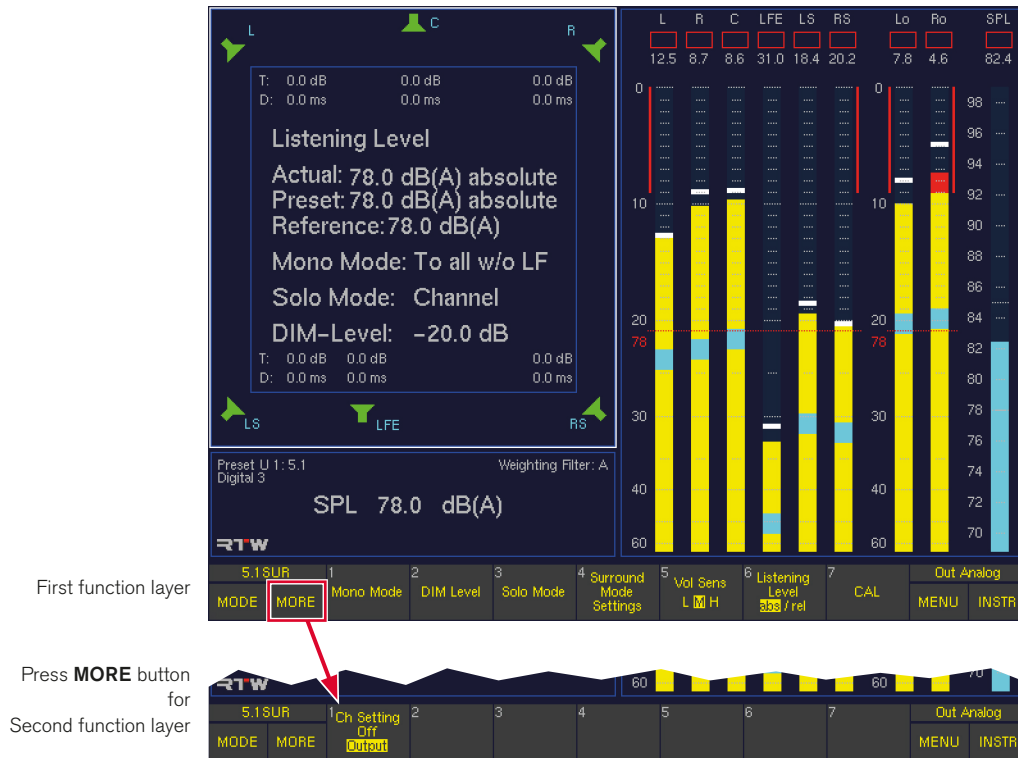 L C R
T: 0.0 dB 0.0 dB 0.0 dB
D: 0.0 ms 0.0 ms 0.0 ms
Listening Level
Actual: 78.0 dB(A) absolute
Preset: 78.0 dB(A) absolute
Reference: 78.0 dB(A)
Mono Mode: To all w/o LF
Solo Mode: Channel
DIM-Level: -20.0 dB
T: 0.0 dB 0.0 dB 0.0 dB
D: 0.0 ms 0.0 ms 0.0 ms
LS LFE RS
Preset U 1: 5.1 Weighting Filter: A
Digital 3
SPL 78.0 dB(A)
RTW
L R C LFE LS RS Lo Ro SPL
12.5 8.7 8.6 31.0 18.4 20.2 7.8 4.6 82.4
0 0
98
96
94
92
10 10
90
88
86
84
20 20
78 78
82
80
78
30 30
76
74
40 40
72
70
60 60
First function layer
5.1SUR 1 Mono Mode 2 DIM Level 3 Solo Mode 4 Surround Mode Settings 5 Vol Sens L M H 6 Listening Level abs / rel 7 CAL Out Analog
MODE MORE MENU INSTR
Press MORE button
for
Second function layer
RTW 60 60 70
5.1SUR 1 Ch Setting Off Output 2 3 4 5 6 7 Out Analog
MODE MORE MENU INSTR